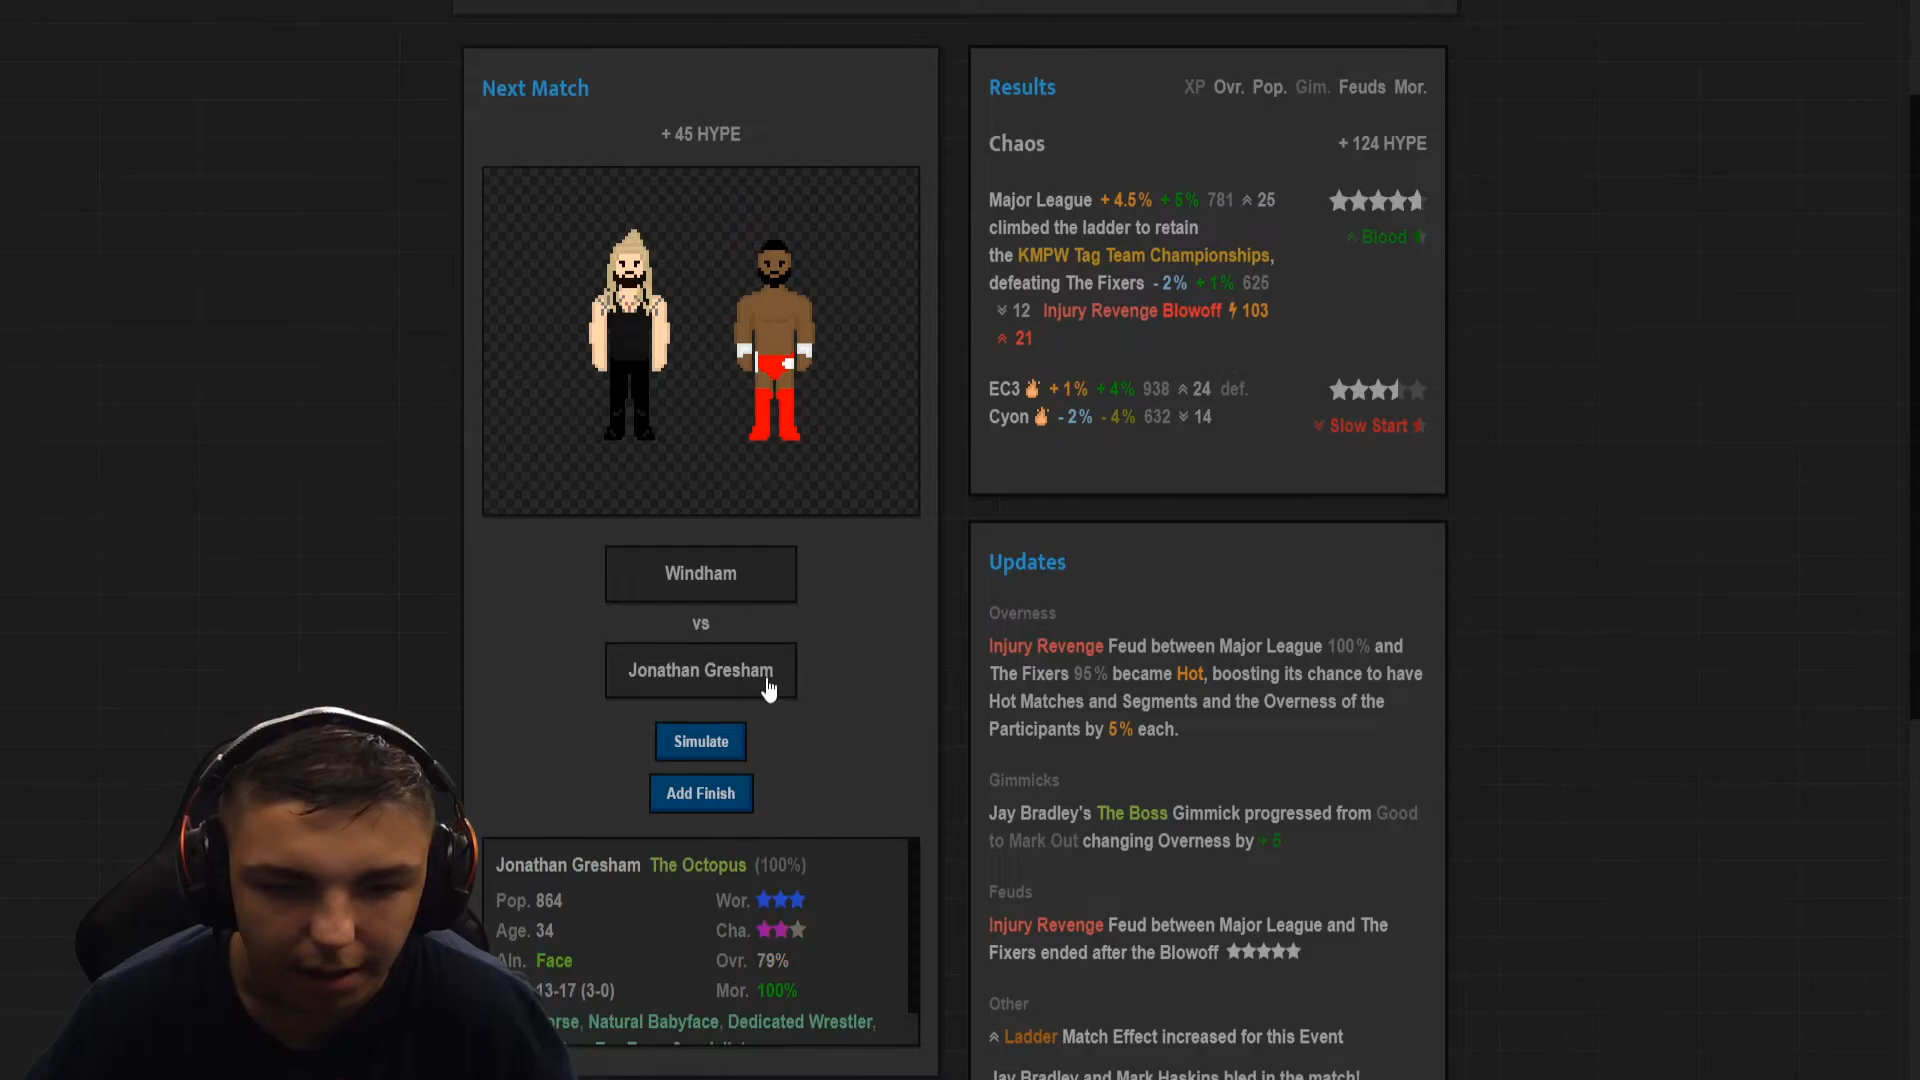 Next Match
+ 45 HYPE
Windham
vs
Jonathan Gresham
Simulate
Add Finish
Jonathan Gresham The Octopus (100%)
Pop. 864 Wor.
Age. 34 Cha.
Aln. Face Ovr. 79%
13-17 (3-0) Mor. 100%
Natural Babyface, Dedicated Wrestler,
Results XP Ovr. Pop. Gim. Feuds Mor.
Chaos + 124 HYPE
Major League + 4.5% + 5% 781 25
climbed the ladder to retain
the KMPW Tag Team Championships,
defeating The Fixers - 2% + 1% 625
12 Injury Revenge Blowoff 103
21
Blood
EC3 + 1% + 4% 938 24 def.
Cyon - 2% - 4% 632 14
Slow Start
Updates
Overness
Injury Revenge Feud between Major League 100% and
The Fixers 95% became Hot, boosting its chance to have
Hot Matches and Segments and the Overness of the
Participants by 5% each.
Gimmicks
Jay Bradley's The Boss Gimmick progressed from Good
to Mark Out changing Overness by + 5
Feuds
Injury Revenge Feud between Major League and The
Fixers ended after the Blowoff
Other
Ladder Match Effect increased for this Event
Jay Bradley and Mark Haskins bled in the match!